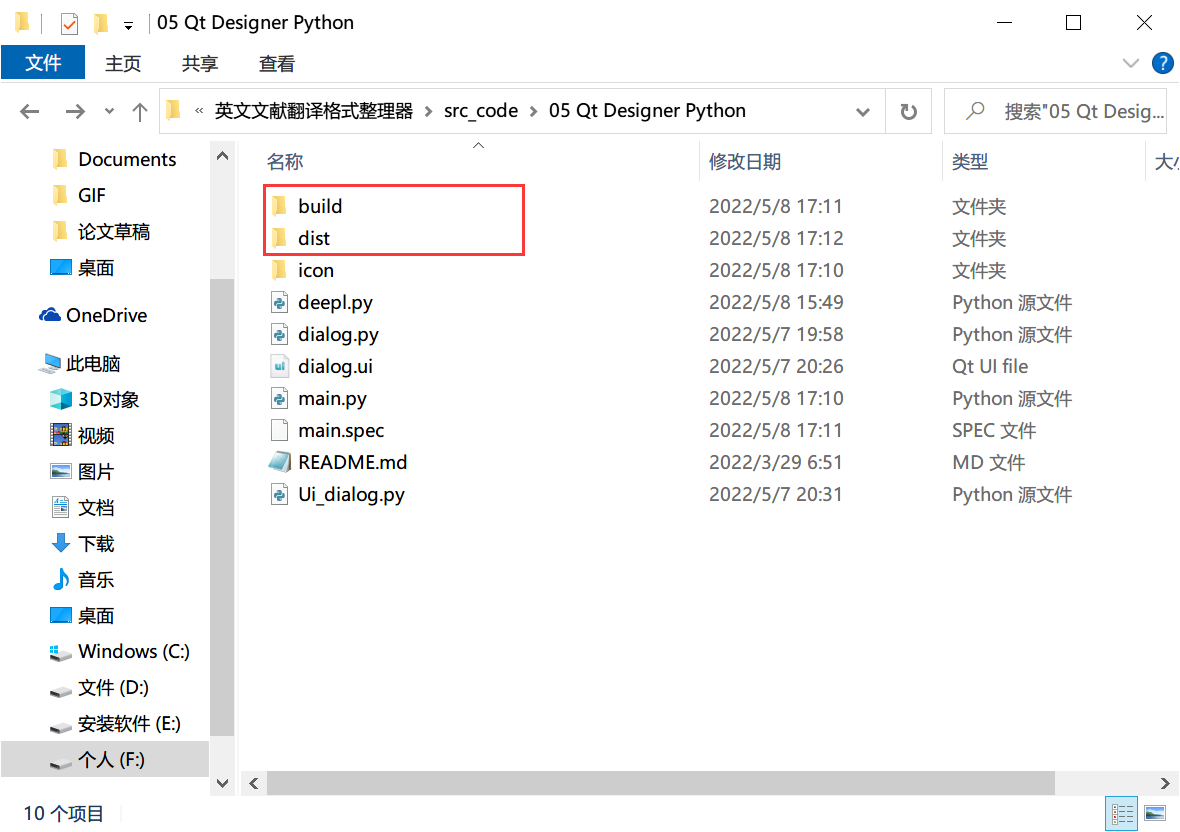 05 Qt Designer Python
文件 主页 共享 查看
« 英文文献翻译格式整理器 › src_code › 05 Qt Designer Python 搜索"05 Qt Desig...
Documents
GIF
论文草稿
桌面
OneDrive
此电脑
3D对象
视频
图片
文档
下载
音乐
桌面
Windows (C:)
文件 (D:)
安装软件 (E:)
个人 (F:)
名称 修改日期 类型 大小
build 2022/5/8 17:11 文件夹
dist 2022/5/8 17:12 文件夹
icon 2022/5/8 17:10 文件夹
deepl.py 2022/5/8 15:49 Python 源文件
dialog.py 2022/5/7 19:58 Python 源文件
dialog.ui 2022/5/7 20:26 Qt UI file
main.py 2022/5/8 17:10 Python 源文件
main.spec 2022/5/8 17:11 SPEC 文件
README.md 2022/3/29 6:51 MD 文件
Ui_dialog.py 2022/5/7 20:31 Python 源文件
10 个项目